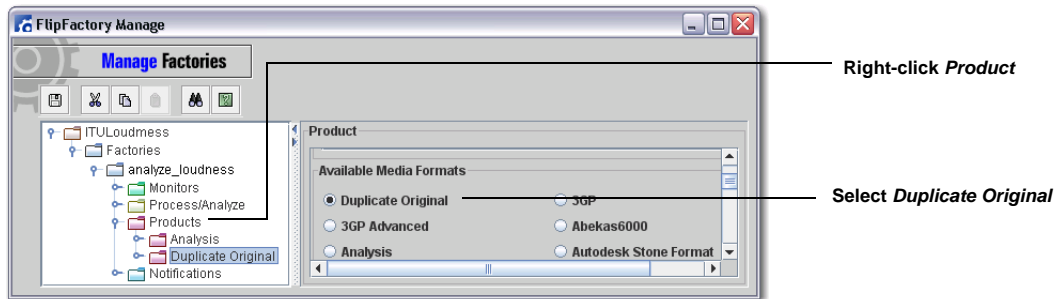 FlipFactory Manage
Manage Factories
Right-click Product
ITULoudmess
Factories
analyze_loudness
Monitors
Process/Analyze
Products
Analysis
Duplicate Original
Notifications
Product
Available Media Formats
Duplicate Original
3GP
3GP Advanced
Abekas6000
Analysis
Autodesk Stone Format
Select Duplicate Original